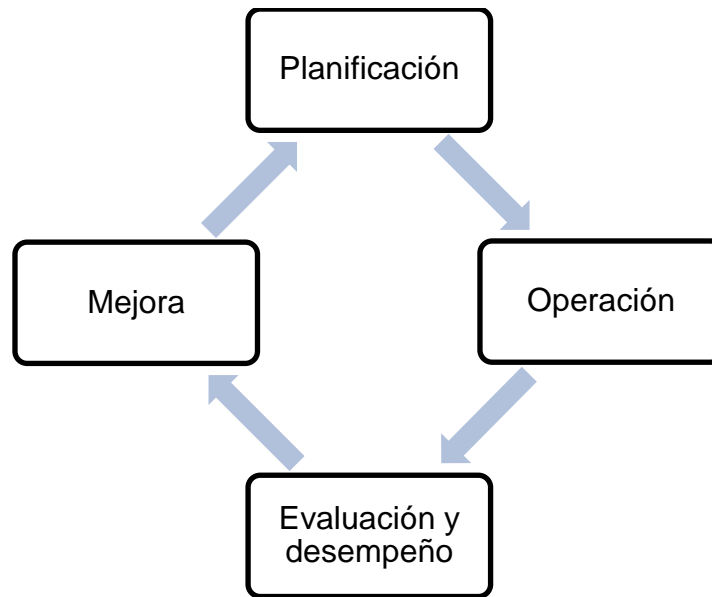 Planificación
Operación
Evaluación y
desempeño
Mejora